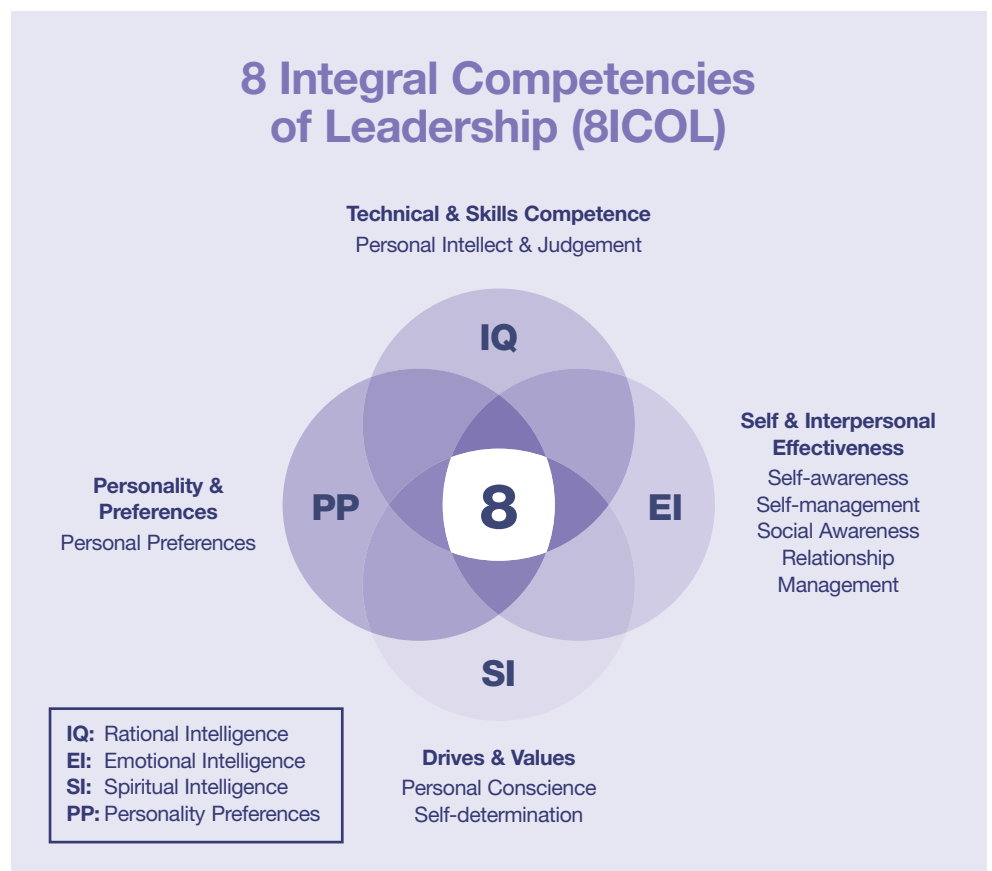 8 Integral Competencies
of Leadership (8ICOL)
Technical & Skills Competence
Personal Intellect & Judgement
IQ
Self & Interpersonal
Effectiveness
Self-awareness
Self-management
Social Awareness
Relationship
Management
Personality &
Preferences
Personal Preferences
PP
8
EI
SI
IQ: Rational Intelligence
EI: Emotional Intelligence
SI: Spiritual Intelligence
PP: Personality Preferences
Drives & Values
Personal Conscience
Self-determination